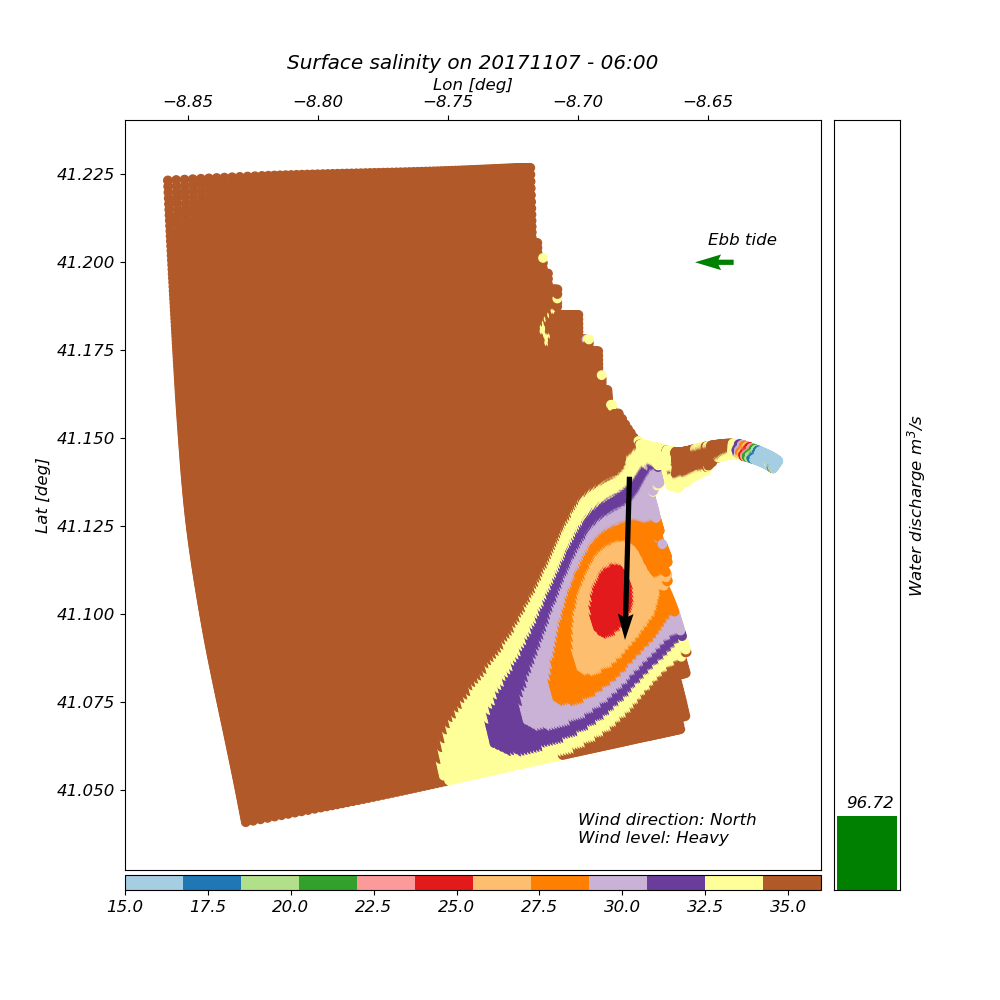 Surface salinity on 20171107 - 06:00
Lon [deg]
−8.85 −8.80 −8.75 −8.70 −8.65
41.225
41.200
41.175
41.150
41.125
41.100
41.075
41.050
Lat [deg]
Ebb tide
Wind direction: North
Wind level: Heavy
96.72
Water discharge m³/s
15.0 17.5 20.0 22.5 25.0 27.5 30.0 32.5 35.0